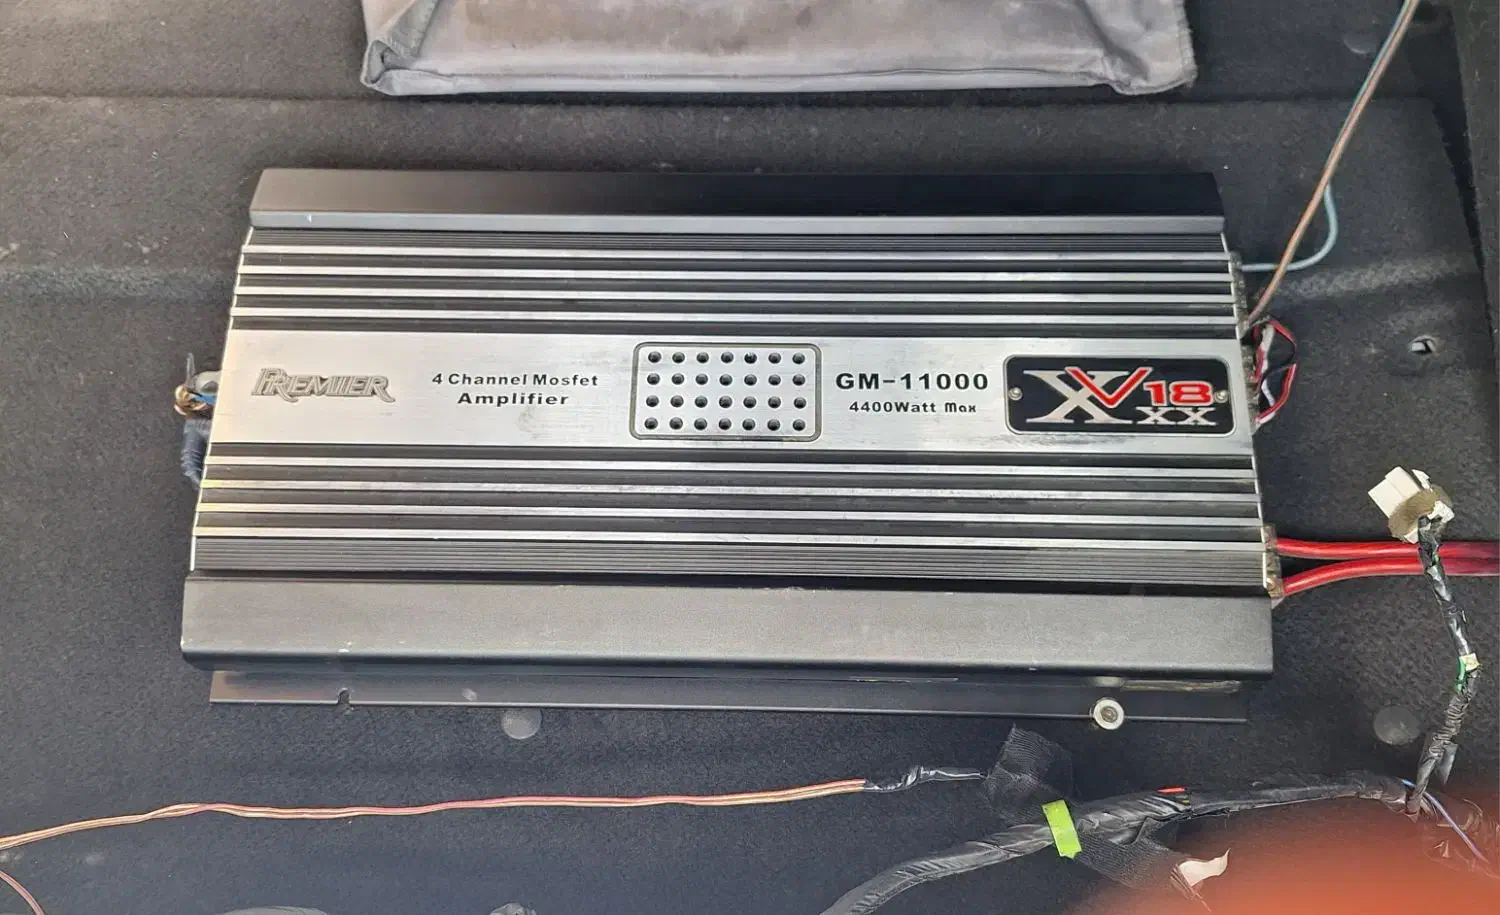 PREMIER
4 Channel Mosfet
Amplifier
GM-11000
4400Watt Max
XV18
XX